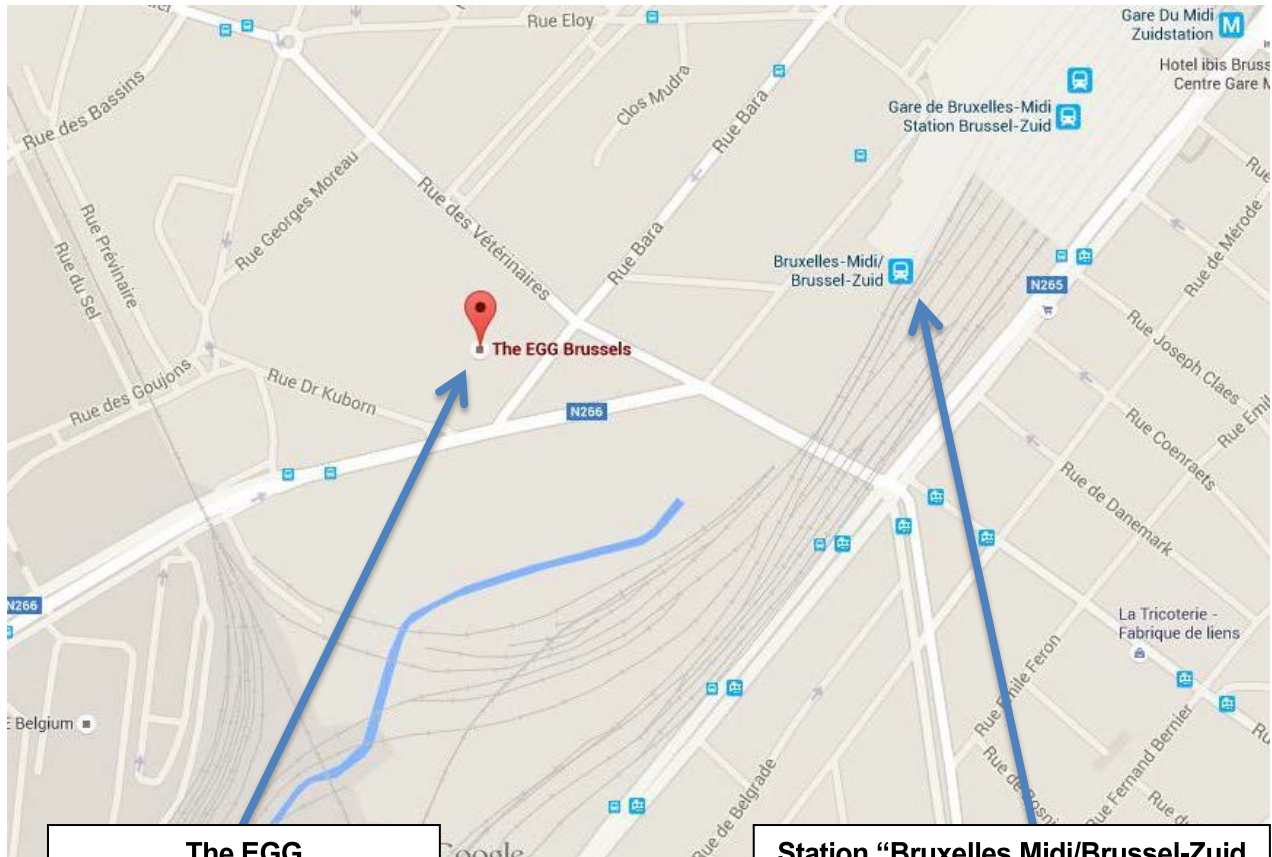 Rue Eloy
Gare Du Midi
Zuidstation
M
Hotel ibis Bruss
Centre Gare M
Rue des Bassins
Clos Mudra
Rue Bara
Gare de Bruxelles-Midi
Station Brussel-Zuid
Rue Georges Moreau
Rue des Vétérinaires
Rue Prévinaire
Rue du Sel
Rue Bara
Bruxelles-Midi/
Brussel-Zuid
Rue de Mérode
N265
The EGG Brussels
Rue Joseph Claes
Rue des Goujons
Rue Dr Kuborn
N266
Rue Emil
Rue Coenraets
Rue de Danemark
N266
La Tricoterie -
Fabrique de liens
Rue Emile Feron
E Belgium
Rue de Belgrade
Rue Fernand Bernier
Google
The EGG
Station “Bruxelles Midi/Brussel-Zuid